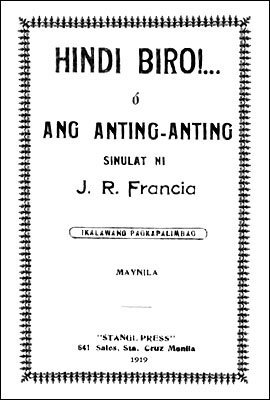 HINDI BIRO!...
ó
ANG ANTING-ANTING
SINULAT NI
J. R. Francia
IKALAWANG PAGKAPALIMBAG
MAYNILA
"STANGL PRESS"
641 Sales, Sta. Cruz Manila
1919